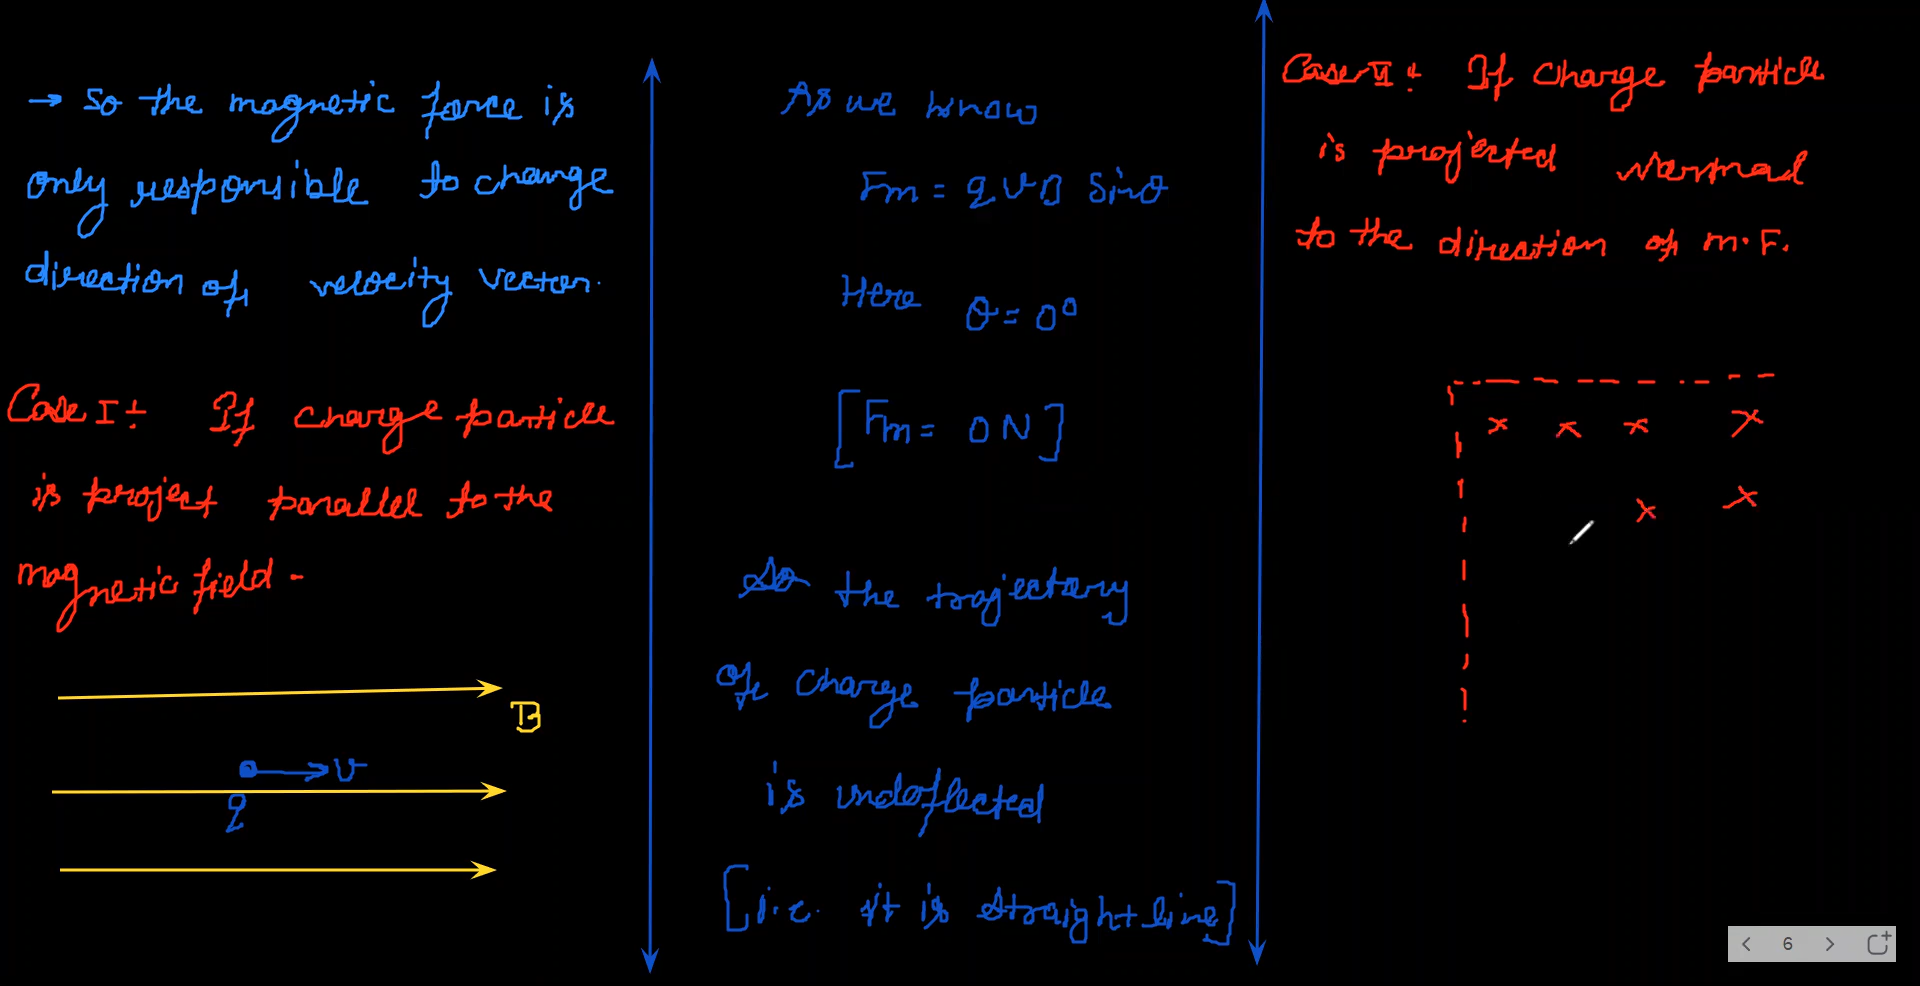 → So the magnetic force is
only responsible to change
direction of velocity vector.
Case I : If charge particle
is project parallel to the
magnetic field -
B
v
q
As we know
Fm = qVB Sinθ
Here θ = 0°
[Fm = 0 N]
So the trajectory
of charge particle
is undeflected
[i.e. it is straight line]
Case II : If charge particle
is projected Normal
to the direction of M.F.
x x x x
x x
6